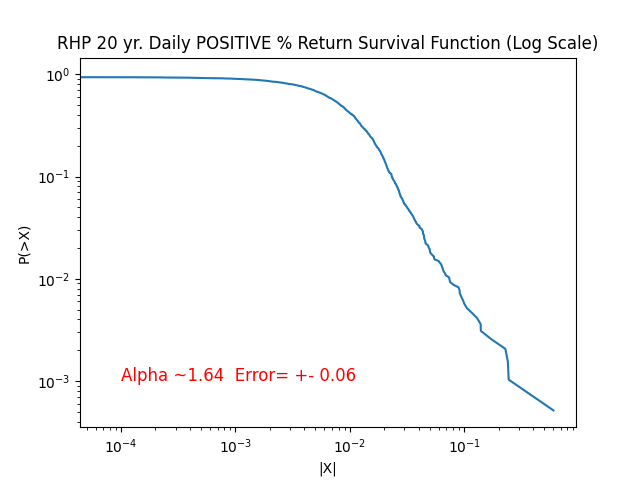 RHP 20 yr. Daily POSITIVE % Return Survival Function (Log Scale)
P(>X)
10⁰
10⁻¹
10⁻²
10⁻³
Alpha ~1.64  Error= +- 0.06
10⁻⁴ 10⁻³ 10⁻² 10⁻¹
|X|